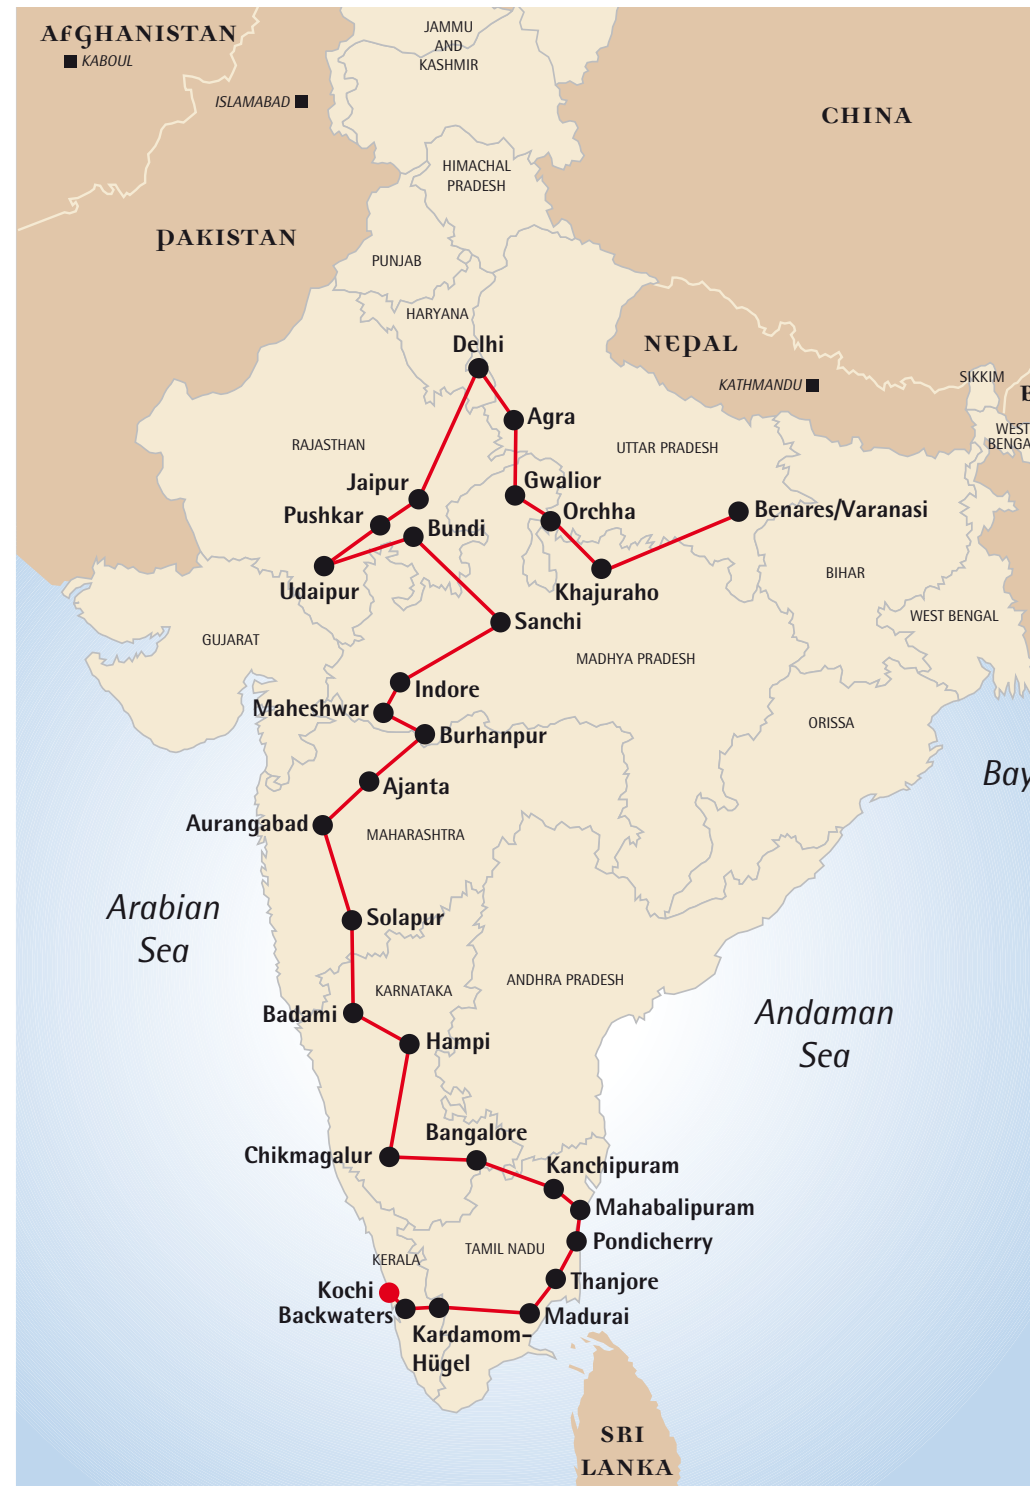 AFGHANISTAN
KABOUL
ISLAMABAD
JAMMU
AND
KASHMIR
CHINA
HIMACHAL
PRADESH
PAKISTAN
PUNJAB
HARYANA
Delhi
NEPAL
KATHMANDU
SIKKIM
B
WEST
BENGA
Agra
RAJASTHAN
UTTAR PRADESH
Jaipur
Gwalior
Pushkar
Orchha
Benares/Varanasi
Bundi
Udaipur
Khajuraho
BIHAR
Sanchi
WEST BENGAL
GUJARAT
MADHYA PRADESH
Indore
Maheshwar
Burhanpur
ORISSA
Bay
Ajanta
Aurangabad
MAHARASHTRA
Arabian
Sea
Solapur
KARNATAKA
ANDHRA PRADESH
Badami
Andaman
Sea
Hampi
Bangalore
Chikmagalur
Kanchipuram
Mahabalipuram
Pondicherry
TAMIL NADU
KERALA
Thanjore
Kochi
Backwaters
Madurai
Kardamom-
Hügel
SRI
LANKA